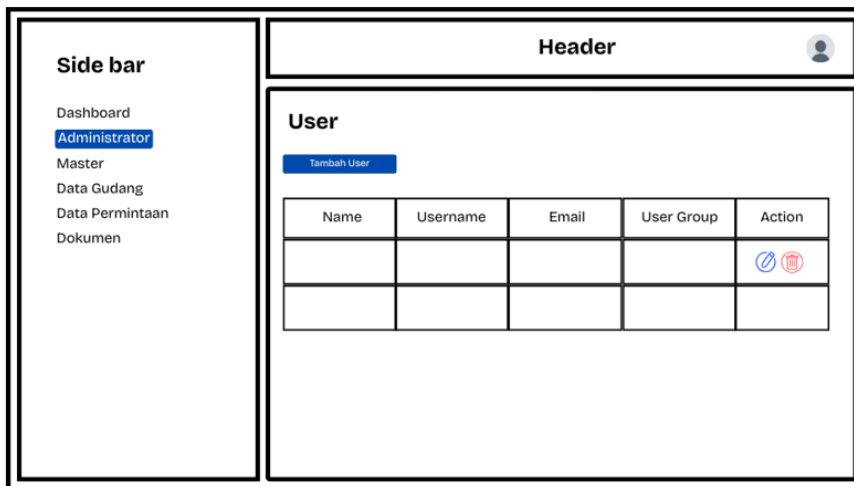 Side bar
Dashboard
Administrator
Master
Data Gudang
Data Permintaan
Dokumen
Header
User
Tambah User
Name Username Email User Group Action